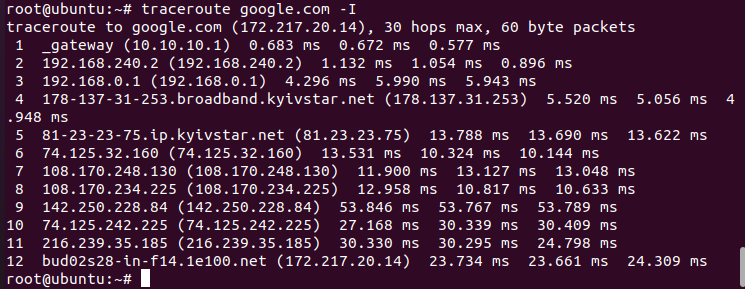 root@ubuntu:~# traceroute google.com -I
traceroute to google.com (172.217.20.14), 30 hops max, 60 byte packets
 1  _gateway (10.10.10.1)  0.683 ms  0.672 ms  0.577 ms
 2  192.168.240.2 (192.168.240.2)  1.132 ms  1.054 ms  0.896 ms
 3  192.168.0.1 (192.168.0.1)  4.296 ms  5.990 ms  5.943 ms
 4  178-137-31-253.broadband.kyivstar.net (178.137.31.253)  5.520 ms  5.056 ms  4
.948 ms
 5  81-23-23-75.ip.kyivstar.net (81.23.23.75)  13.788 ms  13.690 ms  13.622 ms
 6  74.125.32.160 (74.125.32.160)  13.531 ms  10.324 ms  10.144 ms
 7  108.170.248.130 (108.170.248.130)  11.900 ms  13.127 ms  13.048 ms
 8  108.170.234.225 (108.170.234.225)  12.958 ms  10.817 ms  10.633 ms
 9  142.250.228.84 (142.250.228.84)  53.846 ms  53.767 ms  53.789 ms
10  74.125.242.225 (74.125.242.225)  27.168 ms  30.339 ms  30.409 ms
11  216.239.35.185 (216.239.35.185)  30.330 ms  30.295 ms  24.798 ms
12  bud02s28-in-f14.1e100.net (172.217.20.14)  23.734 ms  23.661 ms  24.309 ms
root@ubuntu:~#